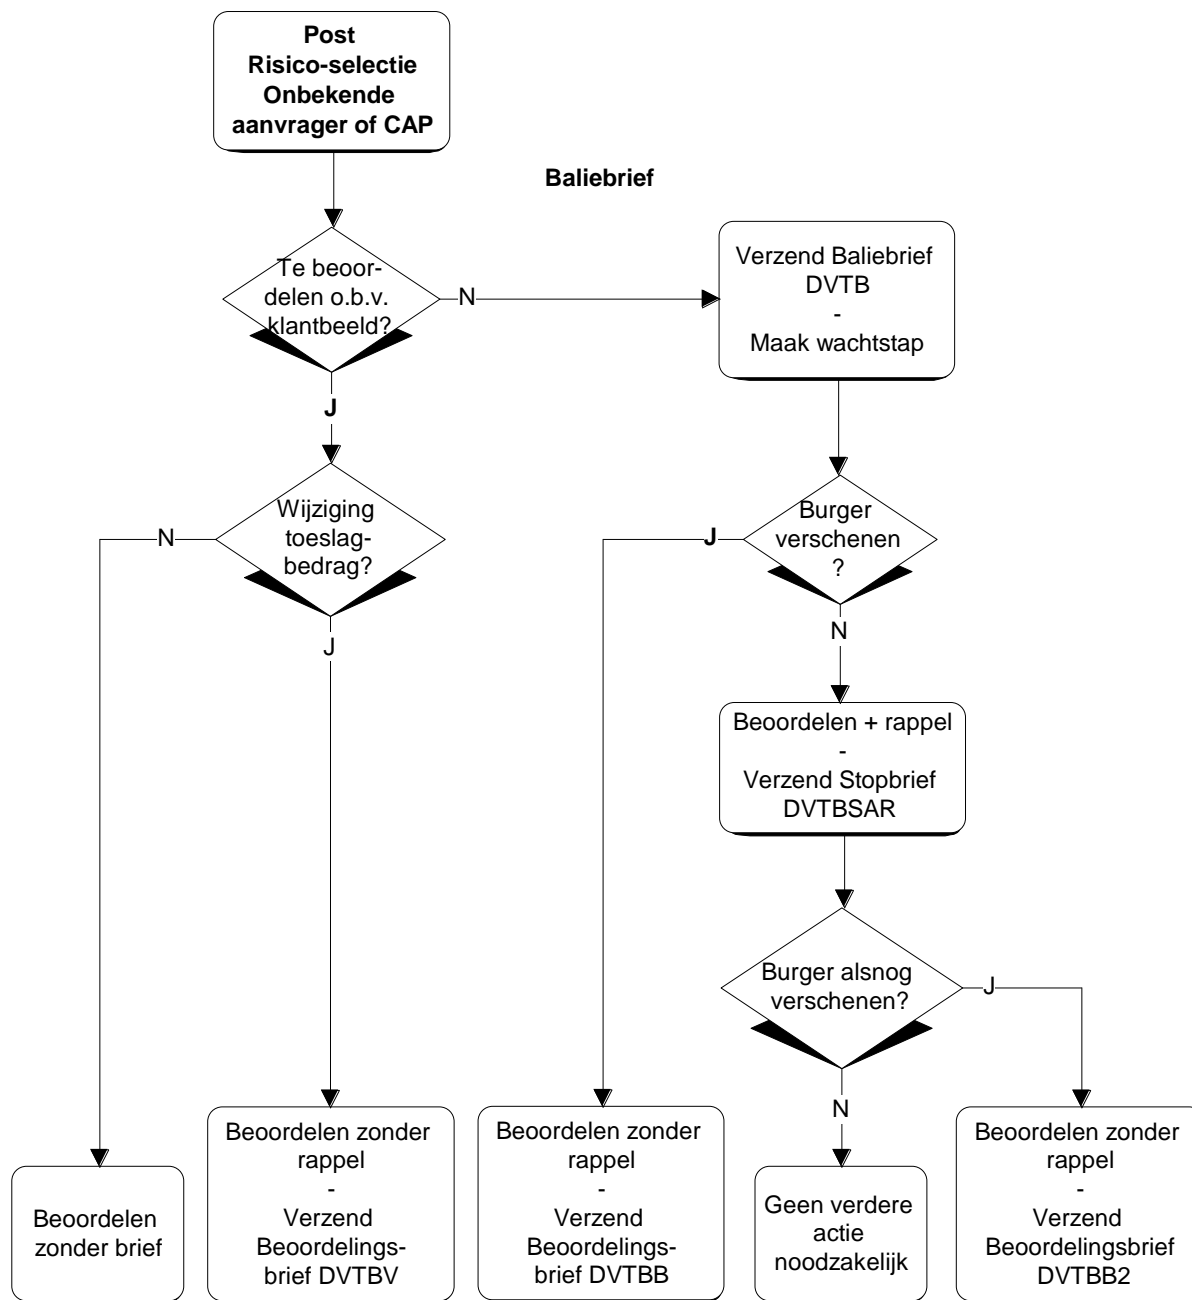 Post
Risico-selectie
Onbekende
aanvrager of CAP
Baliebrief
Te beoor-
delen o.b.v.
klantbeeld?
N
Verzend Baliebrief
DVTB
-
Maak wachtstap
J
Wijziging
toeslag-
bedrag?
N
J
Burger
verschenen
?
J
N
Beoordelen + rappel
-
Verzend Stopbrief
DVTBSAR
Burger alsnog
verschenen?
J
N
Beoordelen
zonder brief
Beoordelen zonder
rappel
-
Verzend
Beoordelings-
brief DVTBV
Beoordelen zonder
rappel
-
Verzend
Beoordelings-
brief DVTBB
Geen verdere
actie
noodzakelijk
Beoordelen zonder
rappel
-
Verzend
Beoordelingsbrief
DVTBB2